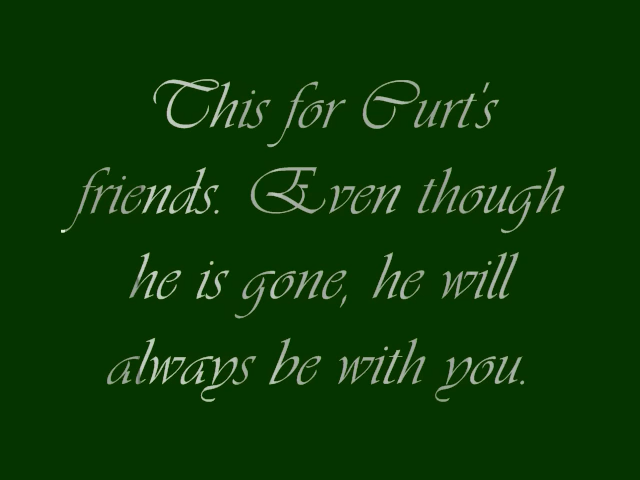 This for Curt's
friends. Even though
he is gone, he will
always be with you.